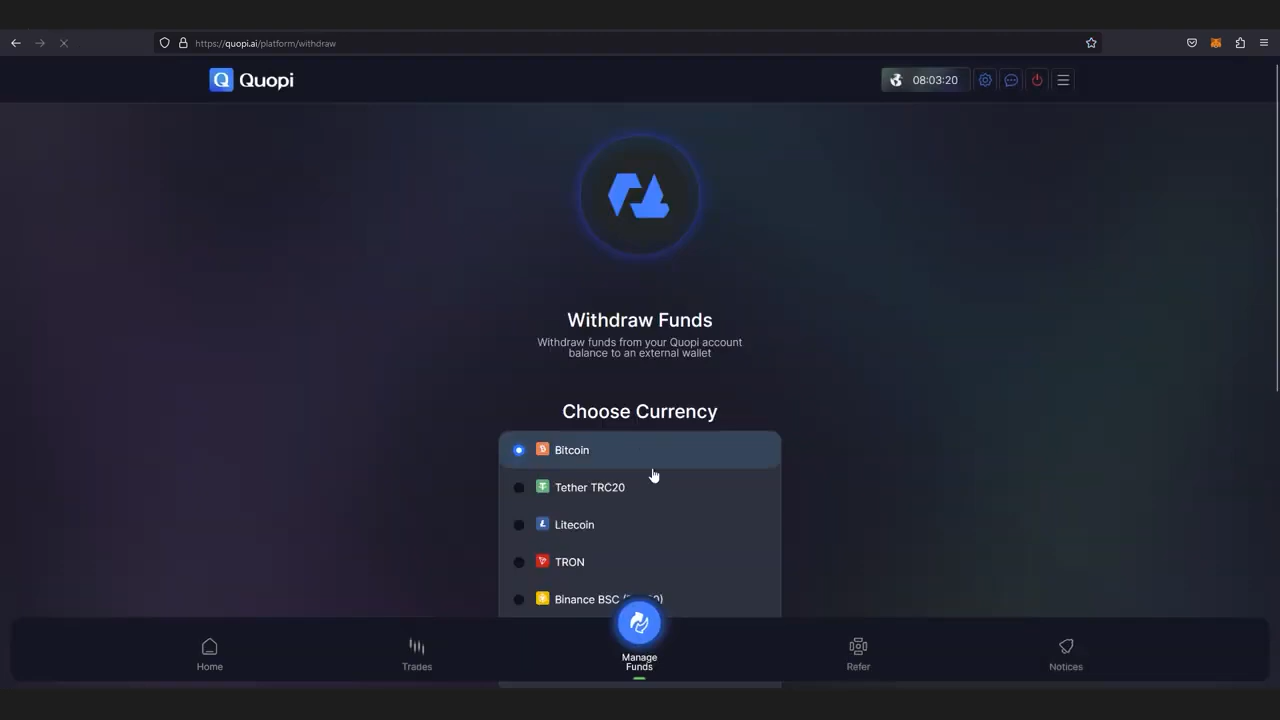 https://quopi.ai/platform/withdraw
Quopi
08:03:20
Withdraw Funds
Withdraw funds from your Quopi account
balance to an external wallet
Choose Currency
Bitcoin
Tether TRC20
Litecoin
TRON
Binance BSC
Home
Trades
Manage
Funds
Refer
Notices